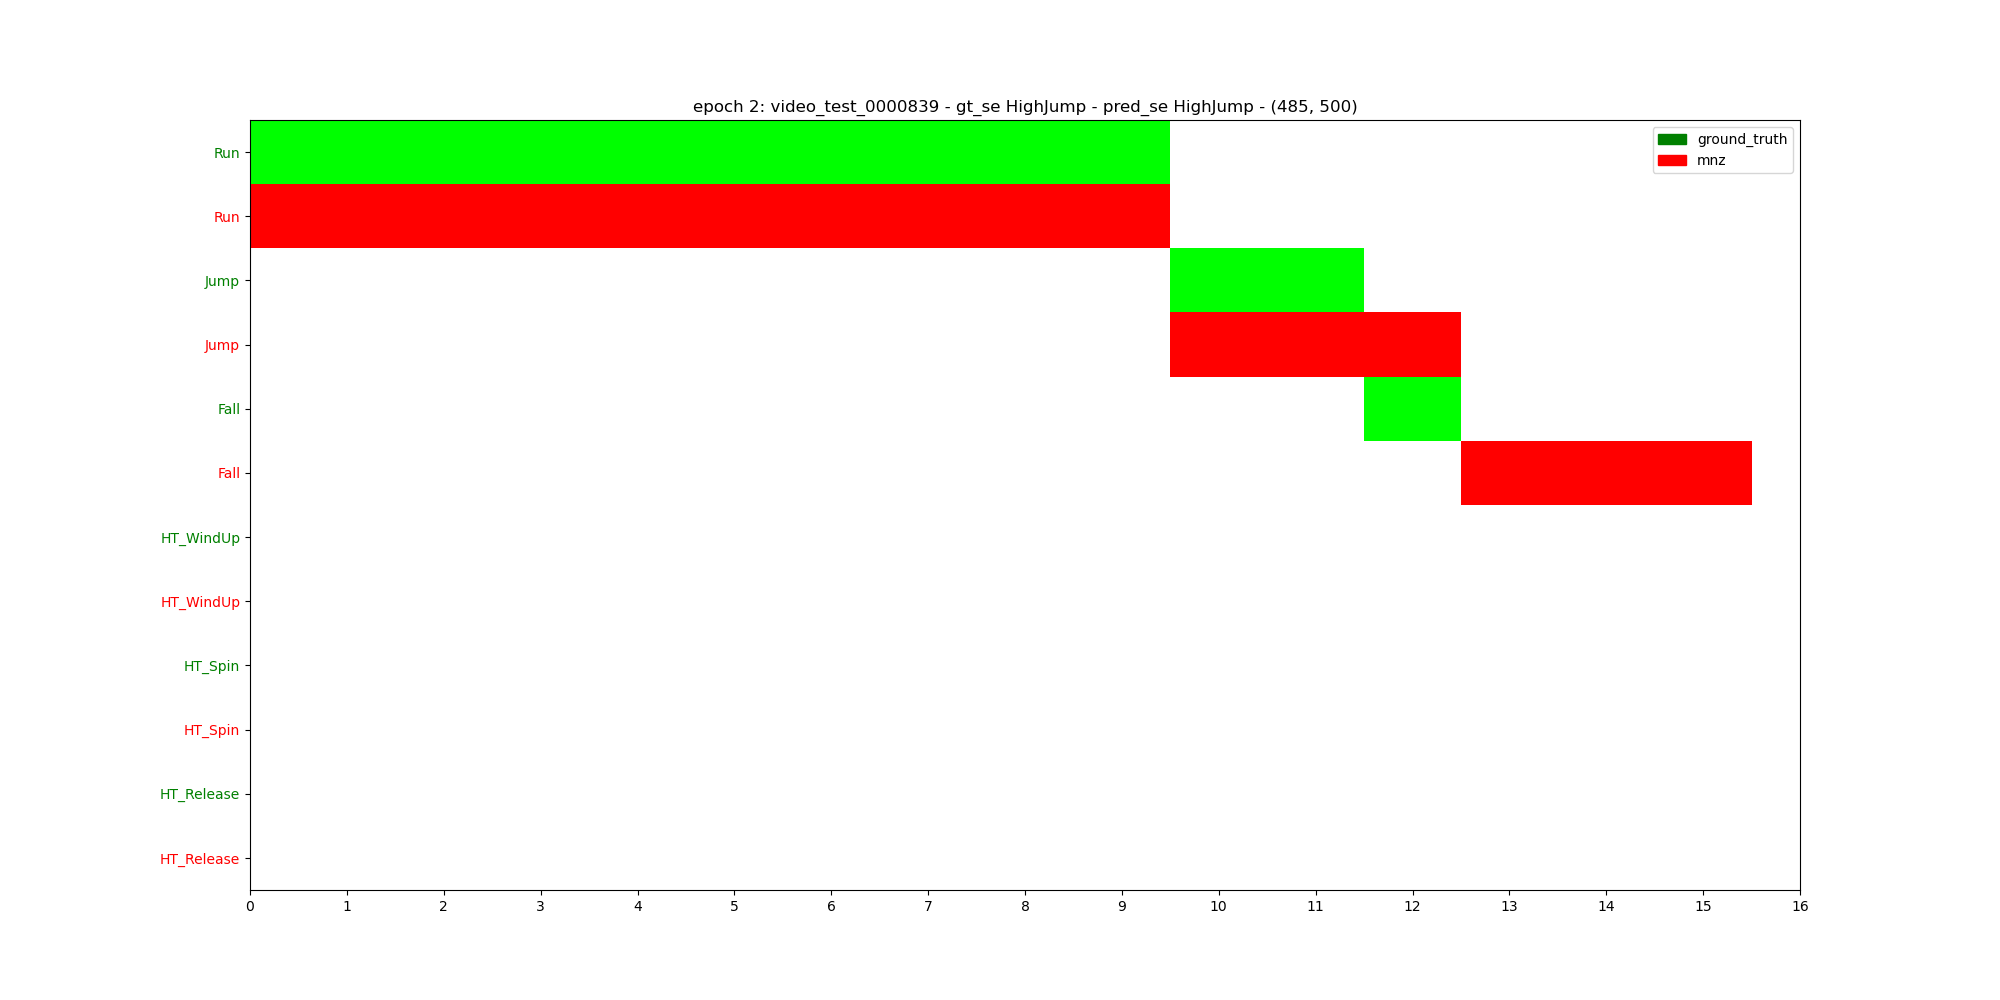 epoch 2: video_test_0000839 - gt_se HighJump - pred_se HighJump - (485, 500)
ground_truth
mnz
Run
Run
Jump
Jump
Fall
Fall
HT_WindUp
HT_WindUp
HT_Spin
HT_Spin
HT_Release
HT_Release
0 1 2 3 4 5 6 7 8 9 10 11 12 13 14 15 16